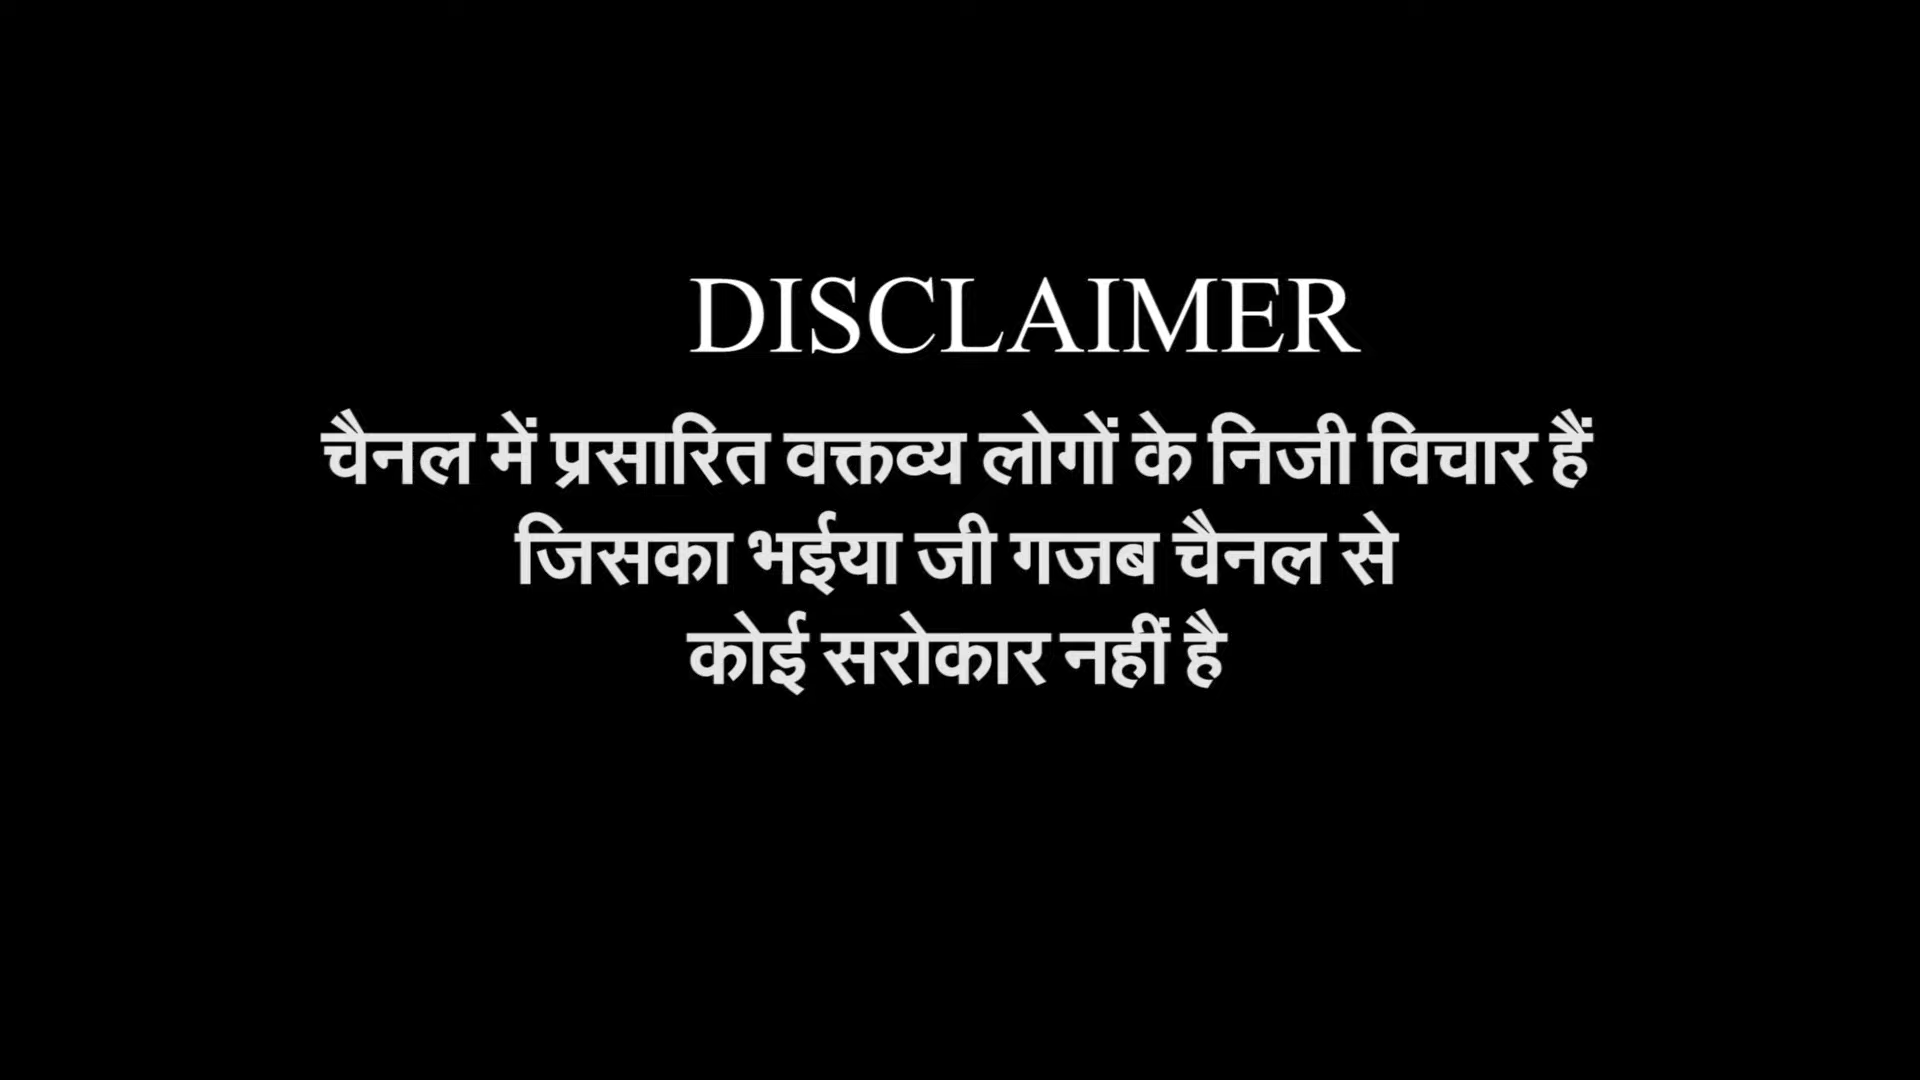 DISCLAIMER
चैनल में प्रसारित वक्तव्य लोगों के निजी विचार हैं
जिसका भईया जी गजब चैनल से
कोई सरोकार नहीं है